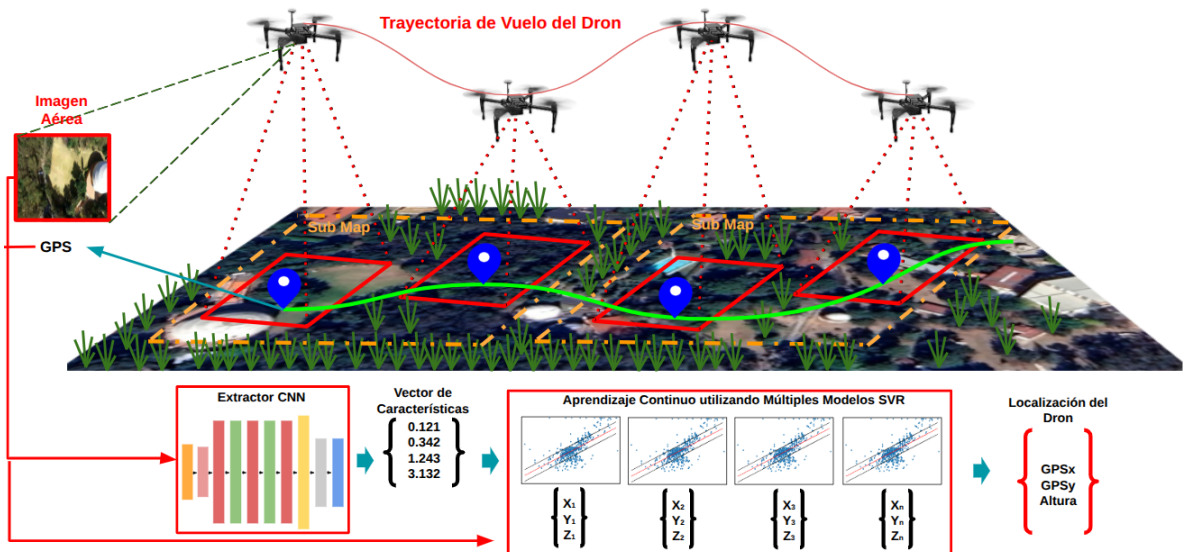 Trayectoria de Vuelo del Dron
Imagen
Aérea
Sub Map
Sub Map
GPS
Extractor CNN
Vector de
Características
0.121
0.342
1.243
3.132
Aprendizaje Continuo utilizando Múltiples Modelos SVR
X₁
Y₁
Z₁
X₂
Y₂
Z₂
X₃
Y₃
Z₃
Xₙ
Yₙ
Zₙ
Localización del
Dron
GPSx
GPSy
Altura